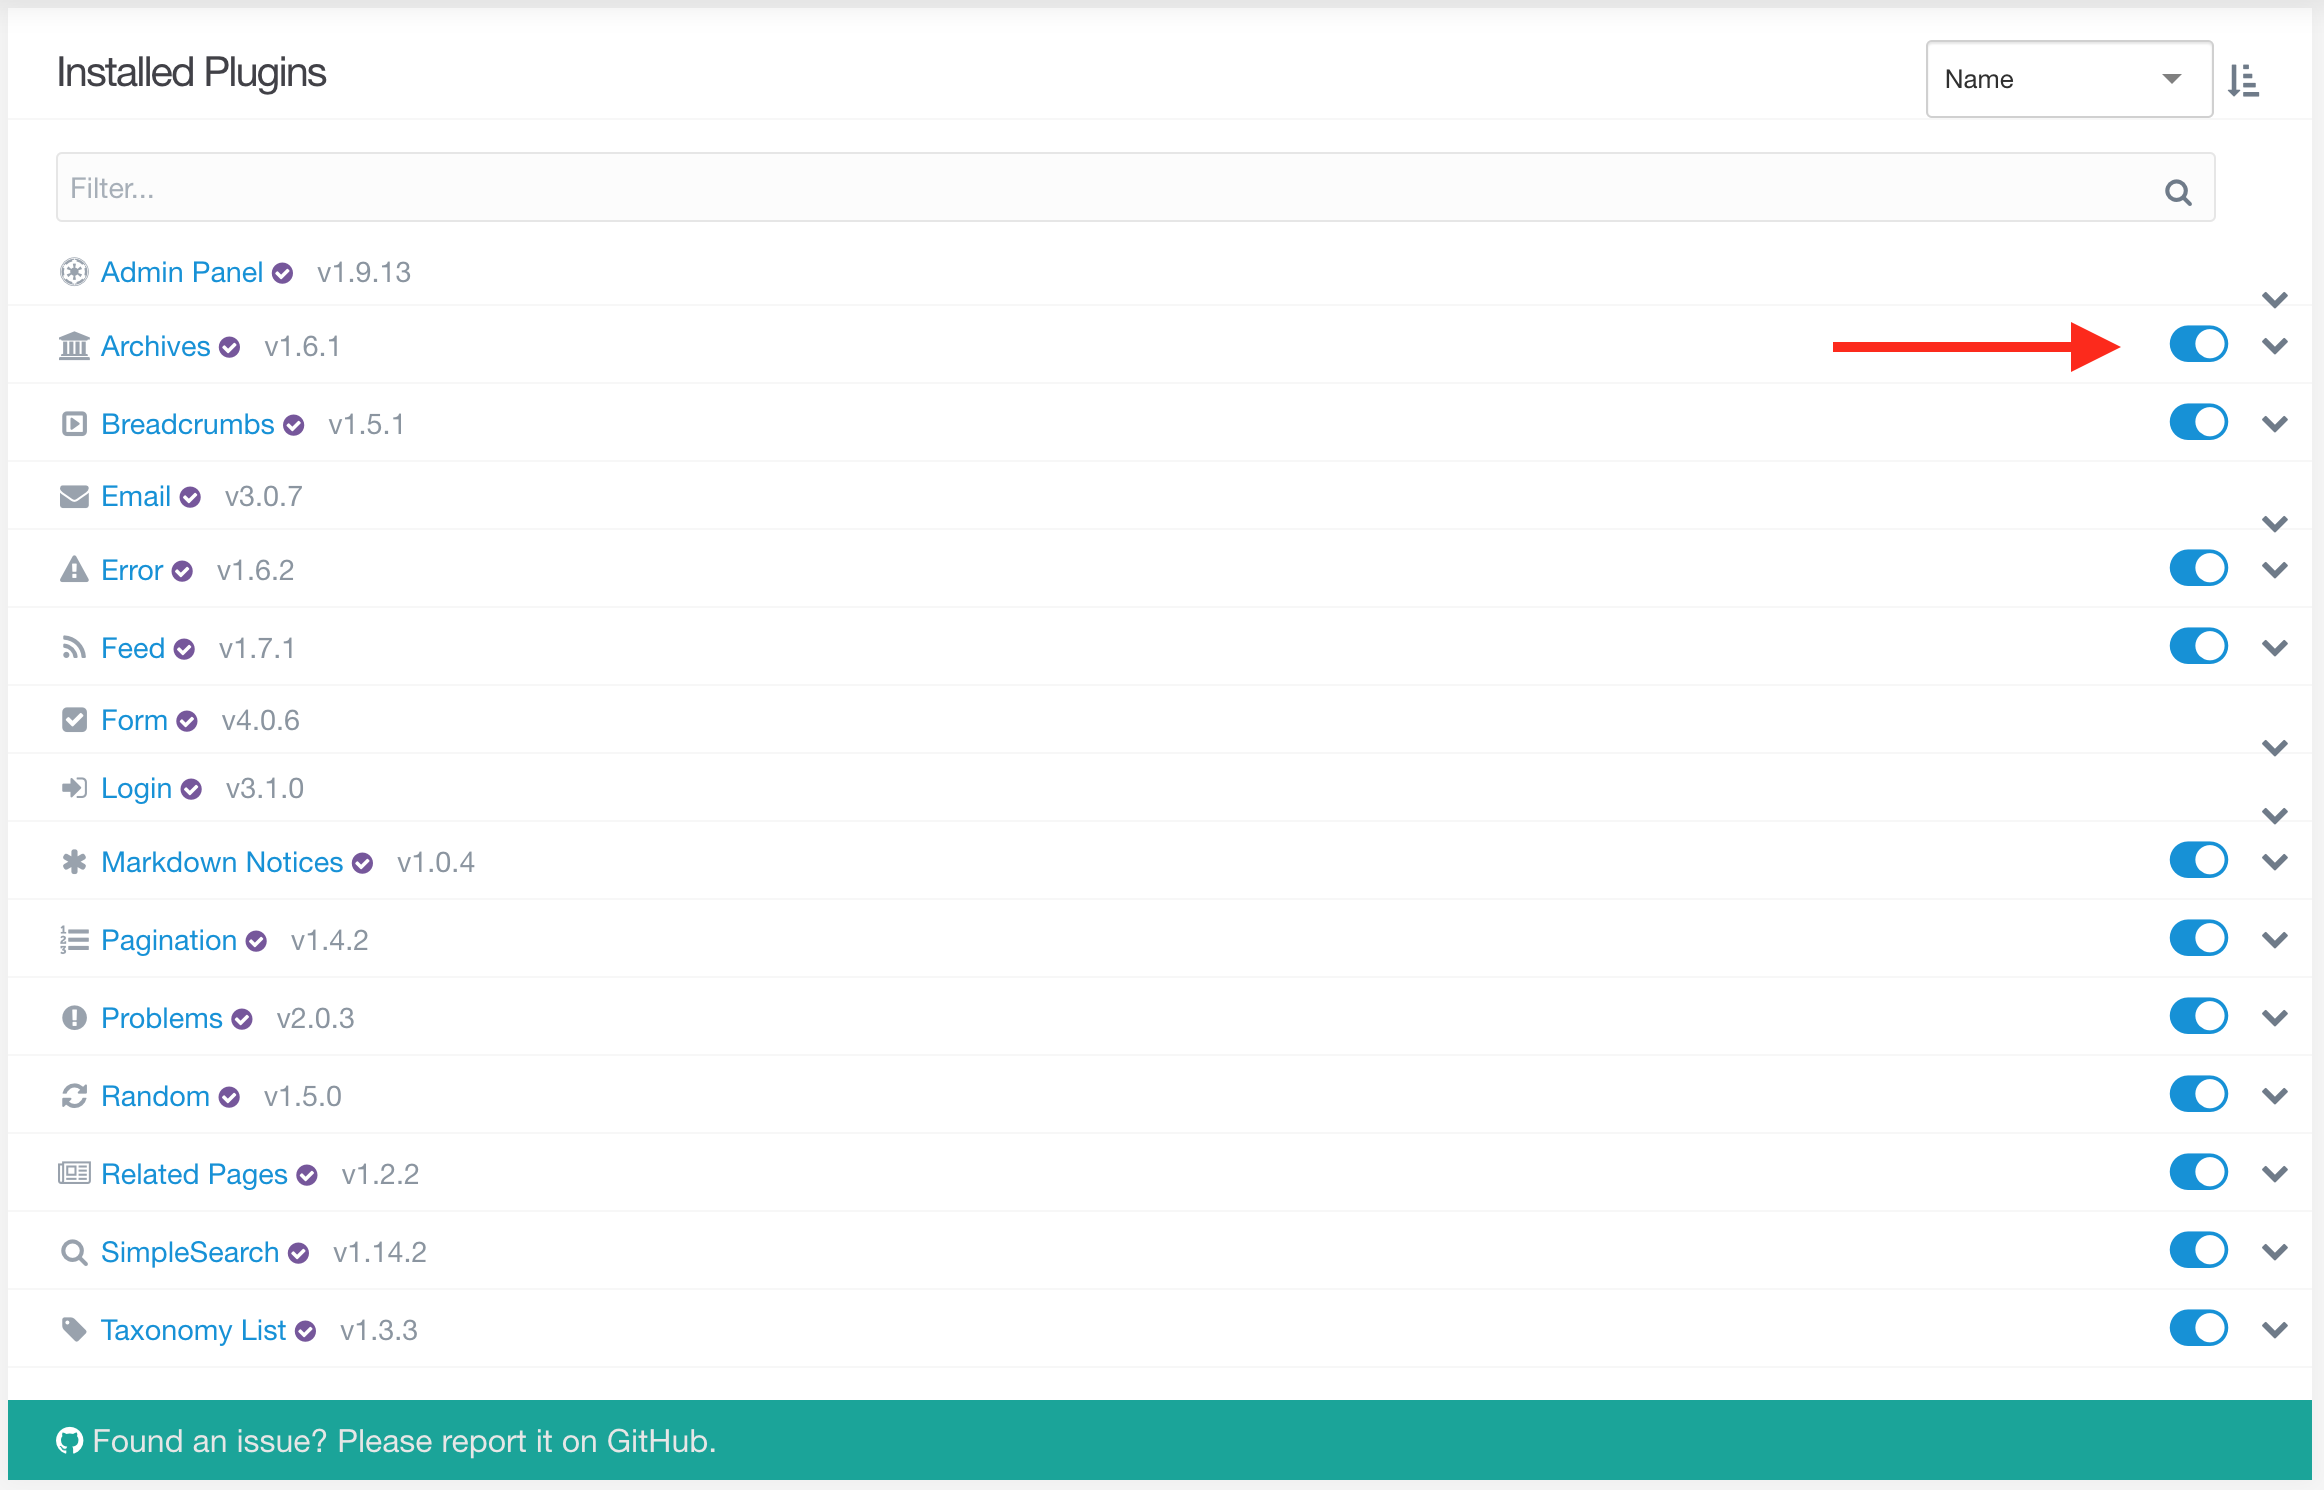 Installed Plugins
Name
Filter...
Admin Panel v1.9.13
Archives v1.6.1
Breadcrumbs v1.5.1
Email v3.0.7
Error v1.6.2
Feed v1.7.1
Form v4.0.6
Login v3.1.0
Markdown Notices v1.0.4
Pagination v1.4.2
Problems v2.0.3
Random v1.5.0
Related Pages v1.2.2
SimpleSearch v1.14.2
Taxonomy List v1.3.3
Found an issue? Please report it on GitHub.